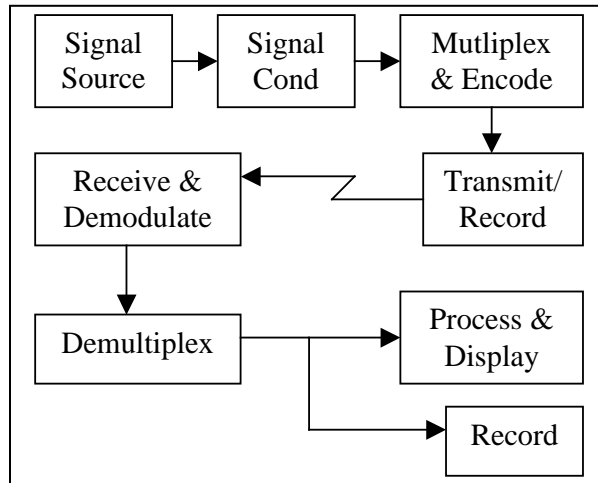 Signal
Source
Signal
Cond
Mutliplex
& Encode
Receive &
Demodulate
Transmit/
Record
Demultiplex
Process &
Display
Record